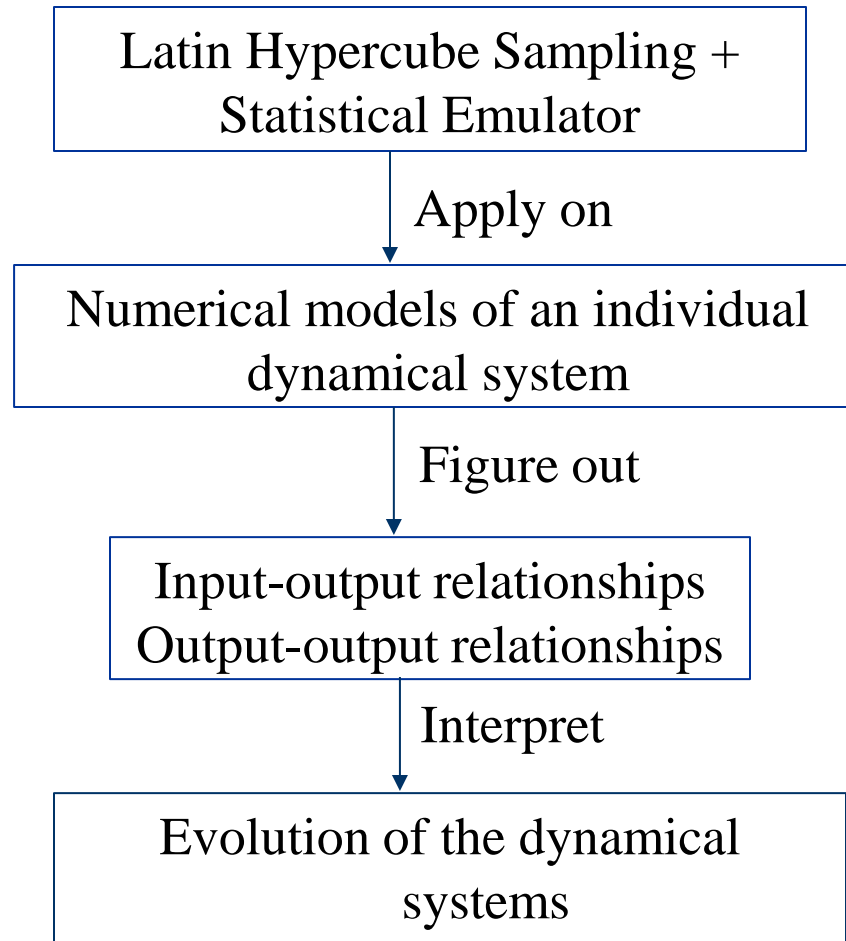 Latin Hypercube Sampling +
Statistical Emulator
Apply on
Numerical models of an individual
dynamical system
Figure out
Input-output relationships
Output-output relationships
Interpret
Evolution of the dynamical
systems